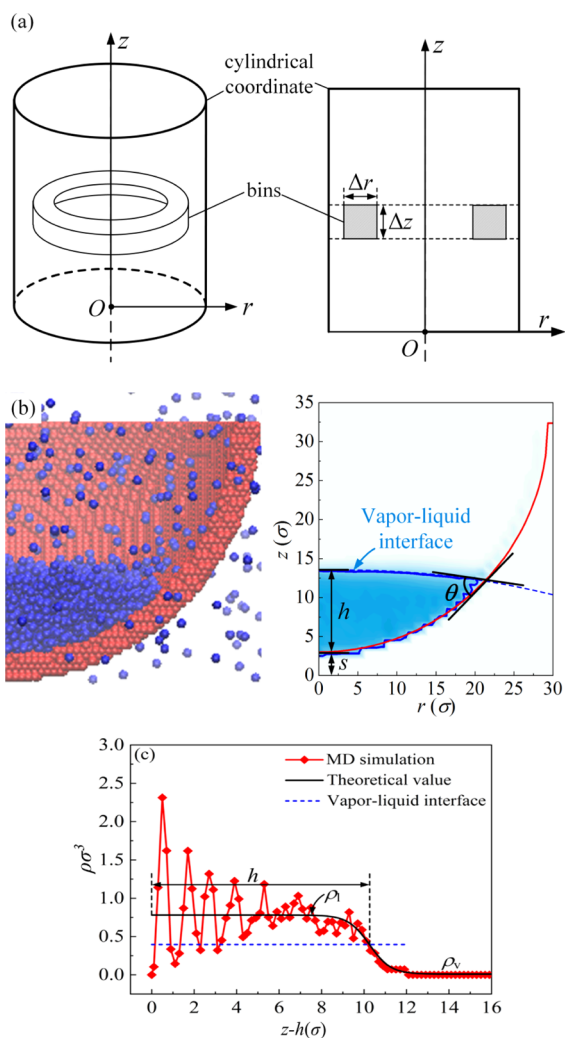 (a)
z
z
cylindrical
coordinate
Δr
bins
Δz
O
r
O
r
(b)
35
30
25
20
15
10
5
0
z (σ)
Vapor-liquid
interface
θ
h
s
0
5
10
15
20
25
30
r (σ)
(c)
3.0
2.5
2.0
1.5
1.0
0.5
0.0
ρσ³
MD simulation
Theoretical value
Vapor-liquid interface
h
ρl
ρv
0
2
4
6
8
10
12
14
16
z-h(σ)